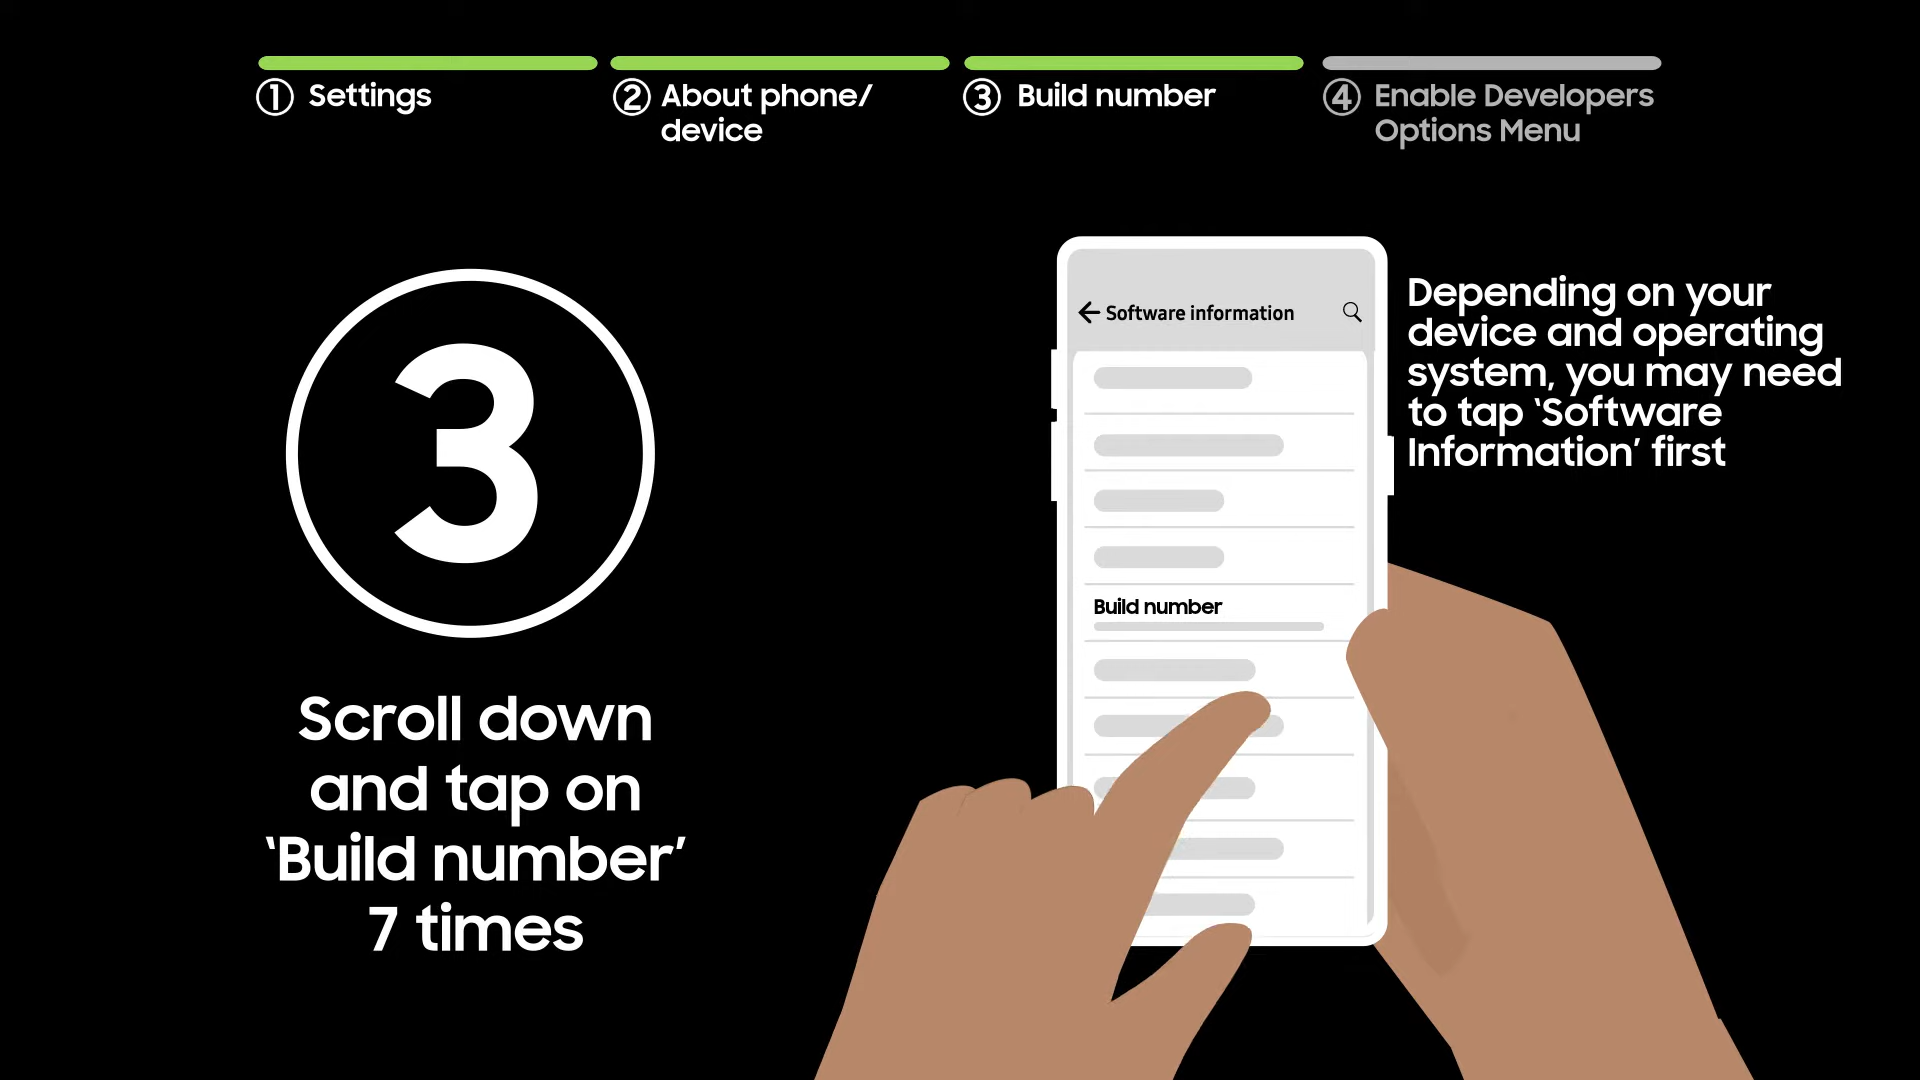 ① Settings
② About phone/
device
③ Build number
④ Enable Developers
Options Menu
3
Scroll down
and tap on
‘Build number’
7 times
Software information
Build number
Depending on your
device and operating
system, you may need
to tap ‘Software
Information’ first